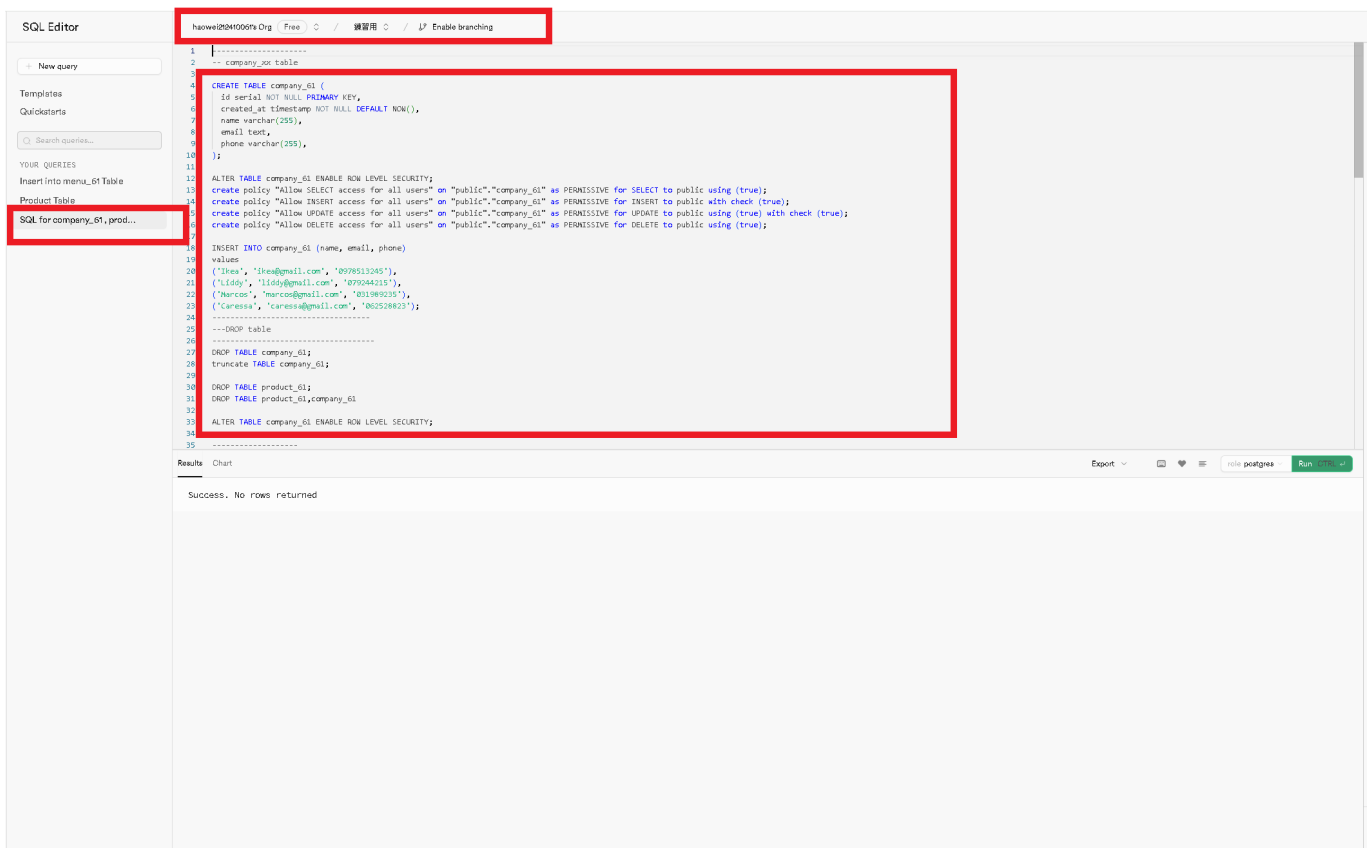 SQL Editor
haowei212410061's Org Free / 練習用 / Enable branching
New query
Templates
Quickstarts
Search queries...
YOUR QUERIES
Insert into menu_61 Table
Product Table
SQL for company_61, prod...
1 ---------------------
2 -- company_xx table
3
4 CREATE TABLE company_61 (
5 id serial NOT NULL PRIMARY KEY,
6 created_at timestamp NOT NULL DEFAULT NOW(),
7 name varchar(255),
8 email text,
9 phone varchar(255),
10 );
11
12 ALTER TABLE company_61 ENABLE ROW LEVEL SECURITY;
13 create policy "Allow SELECT access for all users" on "public"."company_61" as PERMISSIVE for SELECT to public using (true);
14 create policy "Allow INSERT access for all users" on "public"."company_61" as PERMISSIVE for INSERT to public with check (true);
15 create policy "Allow UPDATE access for all users" on "public"."company_61" as PERMISSIVE for UPDATE to public using (true) with check (true);
16 create policy "Allow DELETE access for all users" on "public"."company_61" as PERMISSIVE for DELETE to public using (true);
17
18 INSERT INTO company_61 (name, email, phone)
19 values
20 ('Ikea', 'ikea@gmail.com', '0978513245'),
21 ('Liddy', 'liddy@gmail.com', '079244215'),
22 ('Marcos', 'marcos@gmail.com', '031989235'),
23 ('Caressa', 'caressa@gmail.com', '062528823');
24 -----------------------------------
25 ---DROP table
26 ------------------------------------
27 DROP TABLE company_61;
28 truncate TABLE company_61;
29
30 DROP TABLE product_61;
31 DROP TABLE product_61,company_61
32
33 ALTER TABLE company_61 ENABLE ROW LEVEL SECURITY;
34
35 -------------------
Results Chart Export role postgres Run CTRL
Success. No rows returned